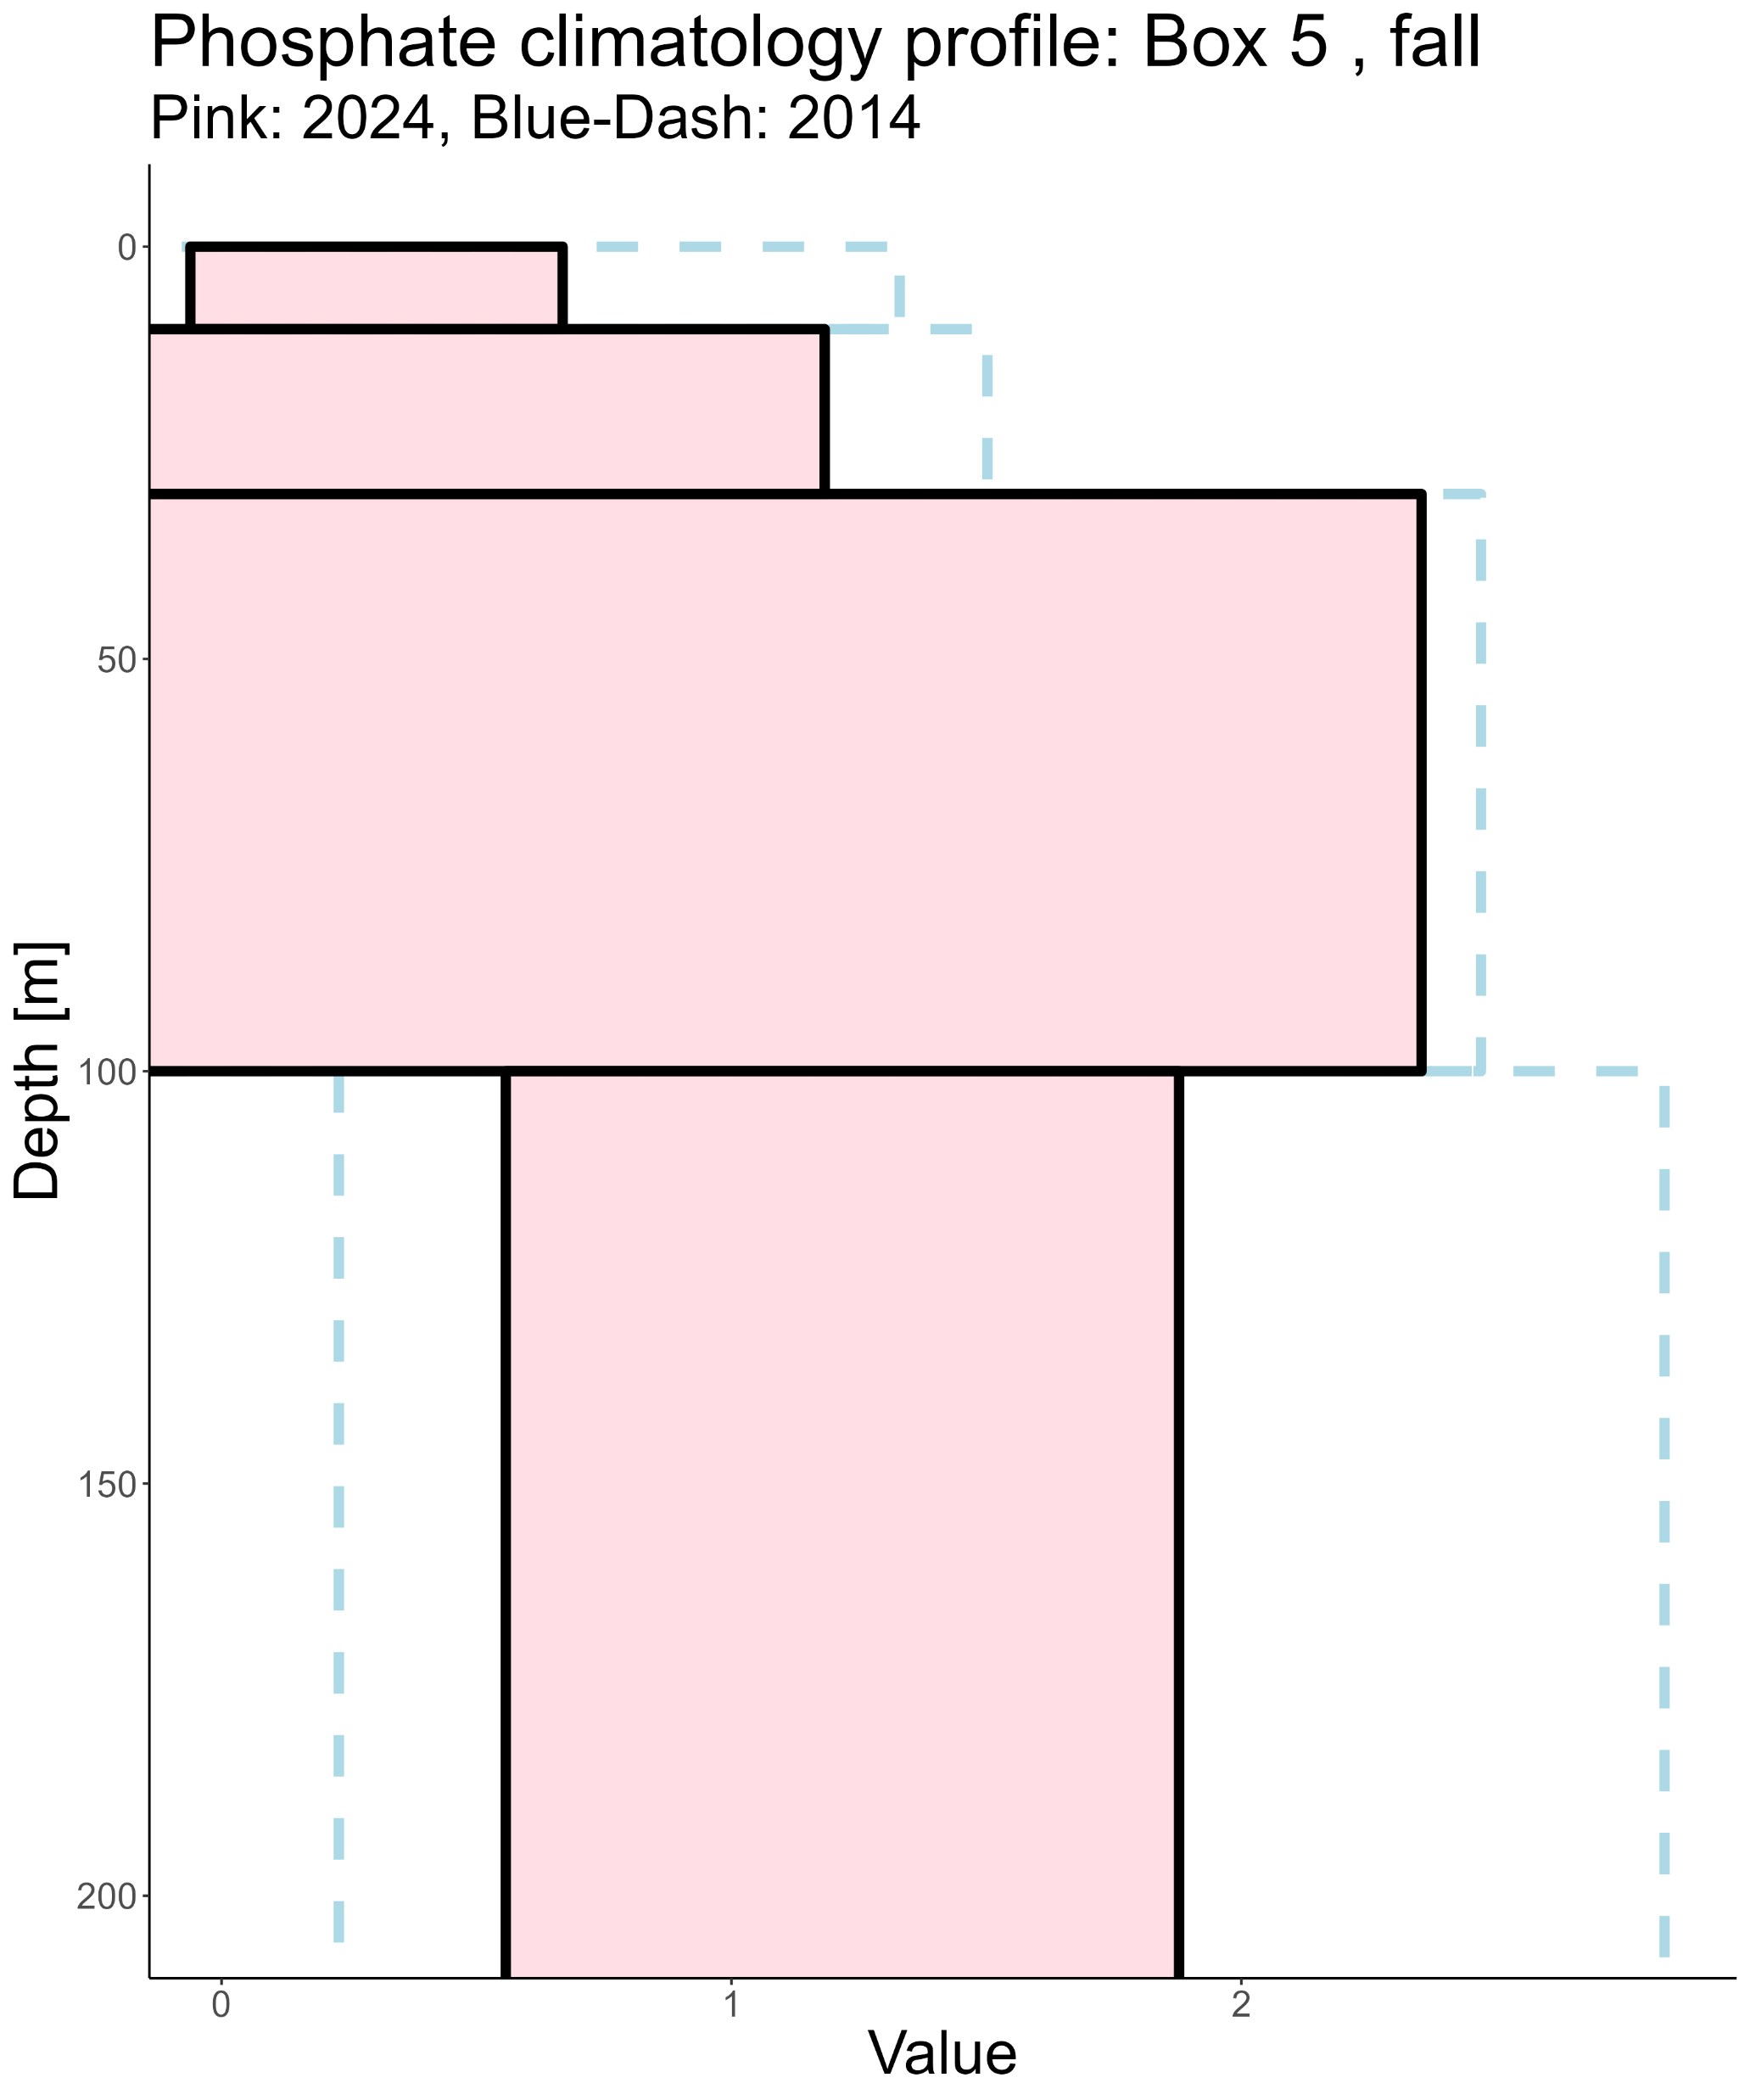 Phosphate climatology profile: Box 5 , fall
Pink: 2024, Blue-Dash: 2014
0
50
100
150
200
Depth [m]
0 1 2
Value